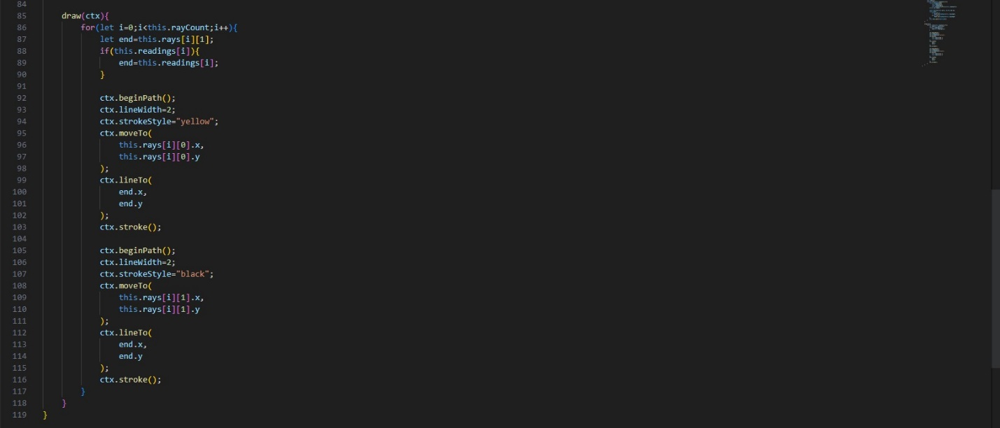 84
85 draw(ctx){
86 for(let i=0;i<this.rayCount;i++){
87 let end=this.rays[i][1];
88 if(this.readings[i]){
89 end=this.readings[i];
90 }
91
92 ctx.beginPath();
93 ctx.lineWidth=2;
94 ctx.strokeStyle="yellow";
95 ctx.moveTo(
96 this.rays[i][0].x,
97 this.rays[i][0].y
98 );
99 ctx.lineTo(
100 end.x,
101 end.y
102 );
103 ctx.stroke();
104
105 ctx.beginPath();
106 ctx.lineWidth=2;
107 ctx.strokeStyle="black";
108 ctx.moveTo(
109 this.rays[i][1].x,
110 this.rays[i][1].y
111 );
112 ctx.lineTo(
113 end.x,
114 end.y
115 );
116 ctx.stroke();
117 }
118 }
119 }